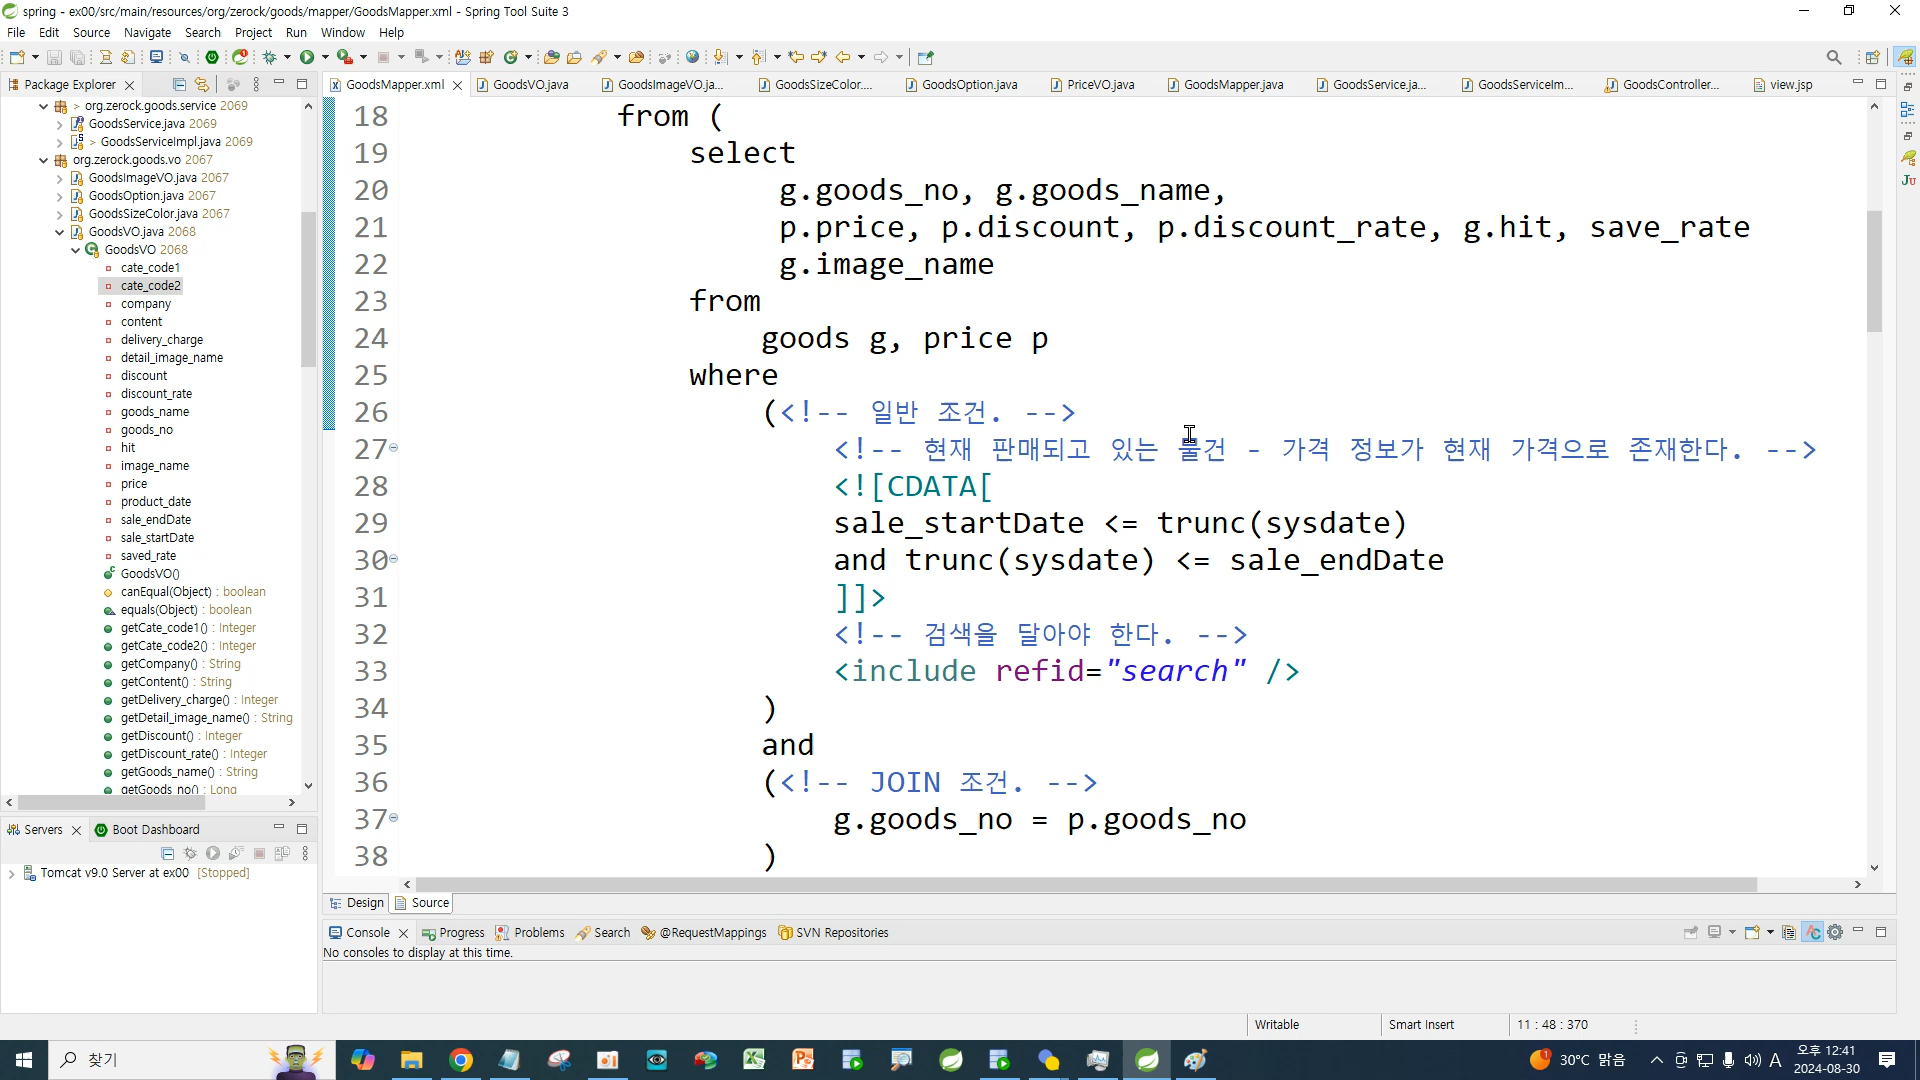 spring - ex00/src/main/resources/org/zerock/goods/mapper/GoodsMapper.xml - Spring Tool Suite 3
File Edit Source Navigate Search Project Run Window Help
Package Explorer
> org.zerock.goods.service 2069
GoodsService.java 2069
> GoodsServiceImpl.java 2069
org.zerock.goods.vo 2067
GoodsImageVO.java 2067
GoodsOption.java 2067
GoodsSizeColor.java 2067
GoodsVO.java 2068
GoodsVO 2068
cate_code1
cate_code2
company
content
delivery_charge
detail_image_name
discount
discount_rate
goods_name
goods_no
hit
image_name
price
product_date
sale_endDate
sale_startDate
saved_rate
GoodsVO()
canEqual(Object) : boolean
equals(Object) : boolean
getCate_code1() : Integer
getCate_code2() : Integer
getCompany() : String
getContent() : String
getDelivery_charge() : Integer
getDetail_image_name() : String
getDiscount() : Integer
getDiscount_rate() : Integer
getGoods_name() : String
getGoods_no() : Long
Servers
Boot Dashboard
Tomcat v9.0 Server at ex00 [Stopped]
GoodsMapper.xml
GoodsVO.java
GoodsImageVO.ja...
GoodsSizeColor....
GoodsOption.java
PriceVO.java
GoodsMapper.java
GoodsService.ja...
GoodsServiceIm...
GoodsController...
view.jsp
18 from (
19 select
20 g.goods_no, g.goods_name,
21 p.price, p.discount, p.discount_rate, g.hit, save_rate
22 g.image_name
23 from
24 goods g, price p
25 where
26 (<!-- 일반 조건. -->
27 <!-- 현재 판매되고 있는 물건 - 가격 정보가 현재 가격으로 존재한다. -->
28 <![CDATA[
29 sale_startDate <= trunc(sysdate)
30 and trunc(sysdate) <= sale_endDate
31 ]]>
32 <!-- 검색을 달아야 한다. -->
33 <include refid="search" />
34 )
35 and
36 (<!-- JOIN 조건. -->
37 g.goods_no = p.goods_no
38 )
Design Source
Console Progress Problems Search @RequestMappings SVN Repositories
No consoles to display at this time.
Writable Smart Insert 11 : 48 : 370
찾기
30°C 맑음
A
오후 12:41
2024-08-30